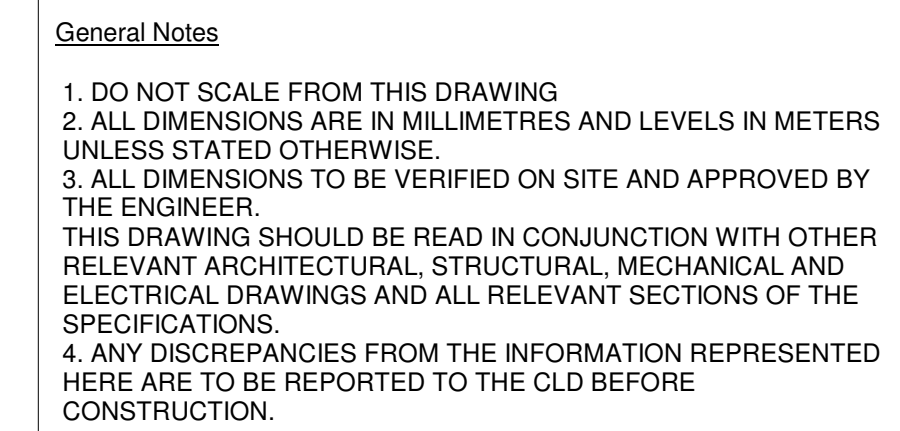 General Notes
1. DO NOT SCALE FROM THIS DRAWING
2. ALL DIMENSIONS ARE IN MILLIMETRES AND LEVELS IN METERS
UNLESS STATED OTHERWISE.
3. ALL DIMENSIONS TO BE VERIFIED ON SITE AND APPROVED BY
THE ENGINEER.
THIS DRAWING SHOULD BE READ IN CONJUNCTION WITH OTHER
RELEVANT ARCHITECTURAL, STRUCTURAL, MECHANICAL AND
ELECTRICAL DRAWINGS AND ALL RELEVANT SECTIONS OF THE
SPECIFICATIONS.
4. ANY DISCREPANCIES FROM THE INFORMATION REPRESENTED
HERE ARE TO BE REPORTED TO THE CLD BEFORE
CONSTRUCTION.